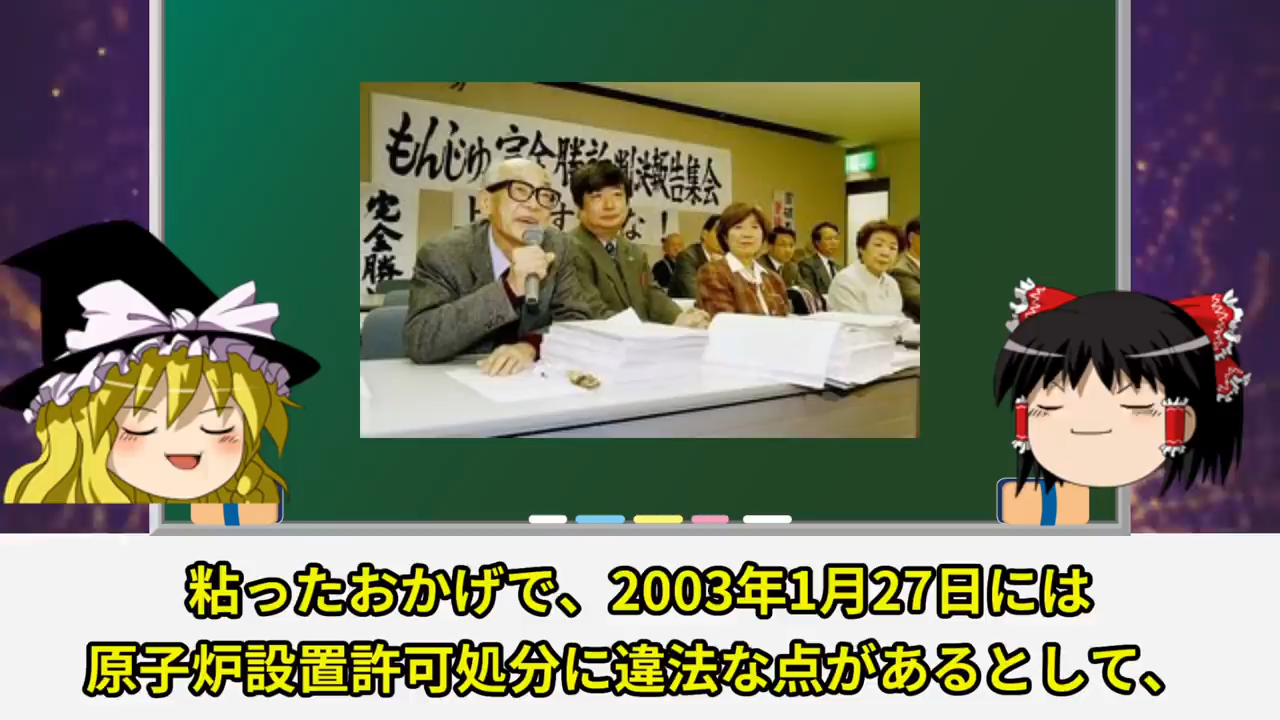 もんじゅ完全勝訴判決報告集会
完全勝
な！
粘ったおかげで、2003年1月27日には
原子炉設置許可処分に違法な点があるとして、